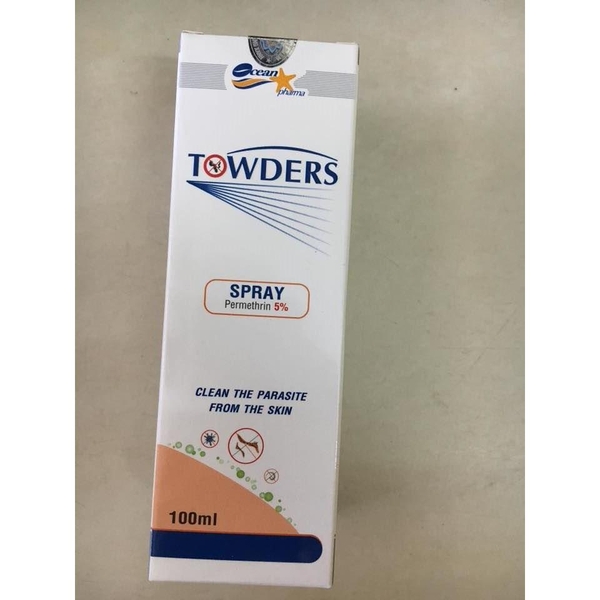 Ocean
pharma
TOWDERS
SPRAY
Permethrin 5%
CLEAN THE PARASITE
FROM THE SKIN
100ml